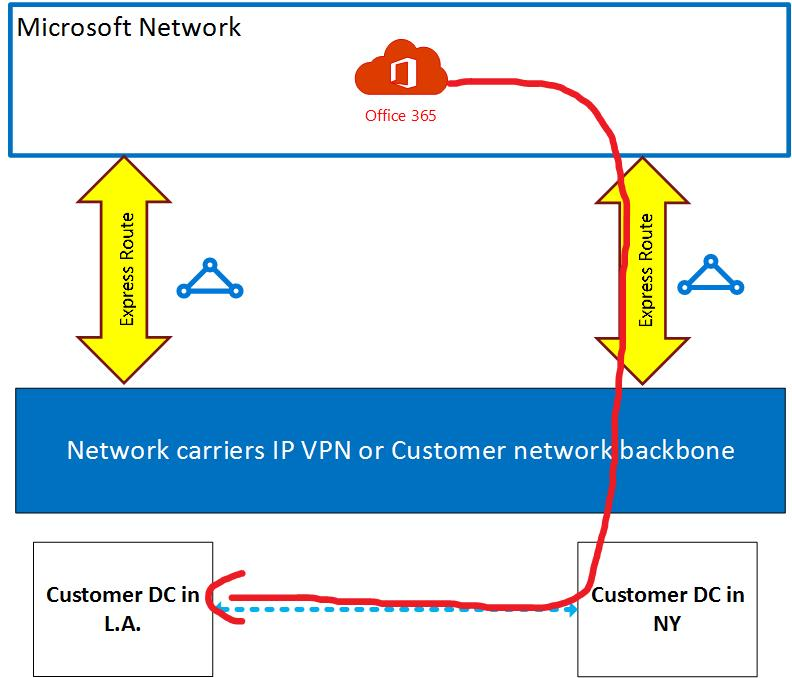 Microsoft Network
Office 365
Express Route
Express Route
Network carriers IP VPN or Customer network backbone
Customer DC in
L.A.
Customer DC in
NY